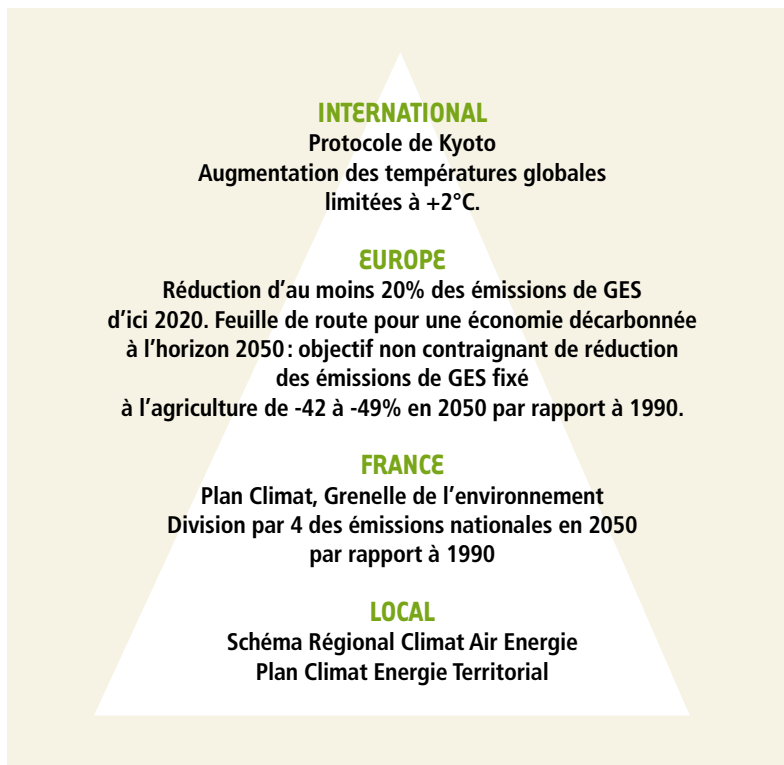 INTERNATIONAL
Protocole de Kyoto
Augmentation des températures globales
limitées à +2°C.
EUROPE
Réduction d'au moins 20% des émissions de GES
d'ici 2020. Feuille de route pour une économie décarbonnée
à l'horizon 2050 : objectif non contraignant de réduction
des émissions de GES fixé
à l'agriculture de -42 à -49% en 2050 par rapport à 1990.
FRANCE
Plan Climat, Grenelle de l'environnement
Division par 4 des émissions nationales en 2050
par rapport à 1990
LOCAL
Schéma Régional Climat Air Energie
Plan Climat Energie Territorial